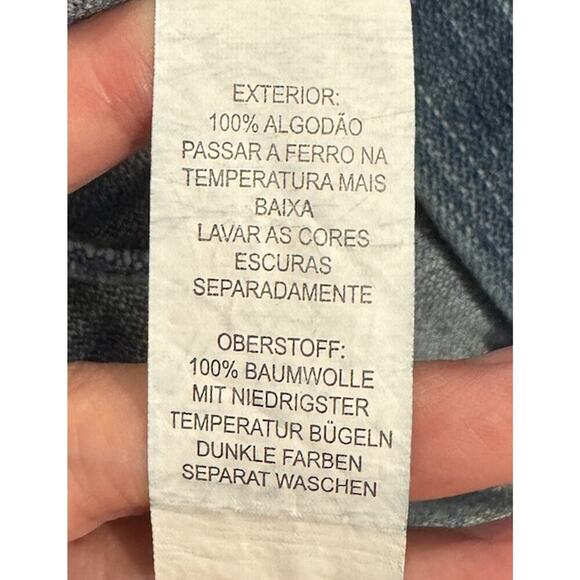 EXTERIOR:
100% ALGODÃO
PASSAR A FERRO NA
TEMPERATURA MAIS
BAIXA
LAVAR AS CORES
ESCURAS
SEPARADAMENTE
OBERSTOFF:
100% BAUMWOLLE
MIT NIEDRIGSTER
TEMPERATUR BÜGELN
DUNKLE FARBEN
SEPARAT WASCHEN